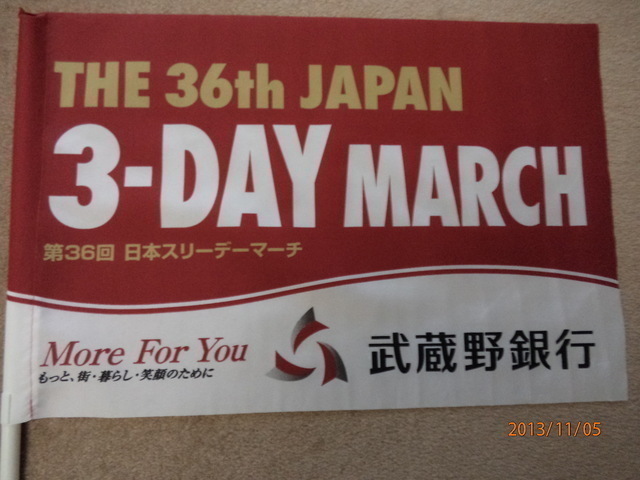 THE 36th JAPAN
3-DAY MARCH
第36回 日本スリーデーマーチ
More For You
もっと、街・暮らし・笑顔のために
武蔵野銀行
2013/11/05